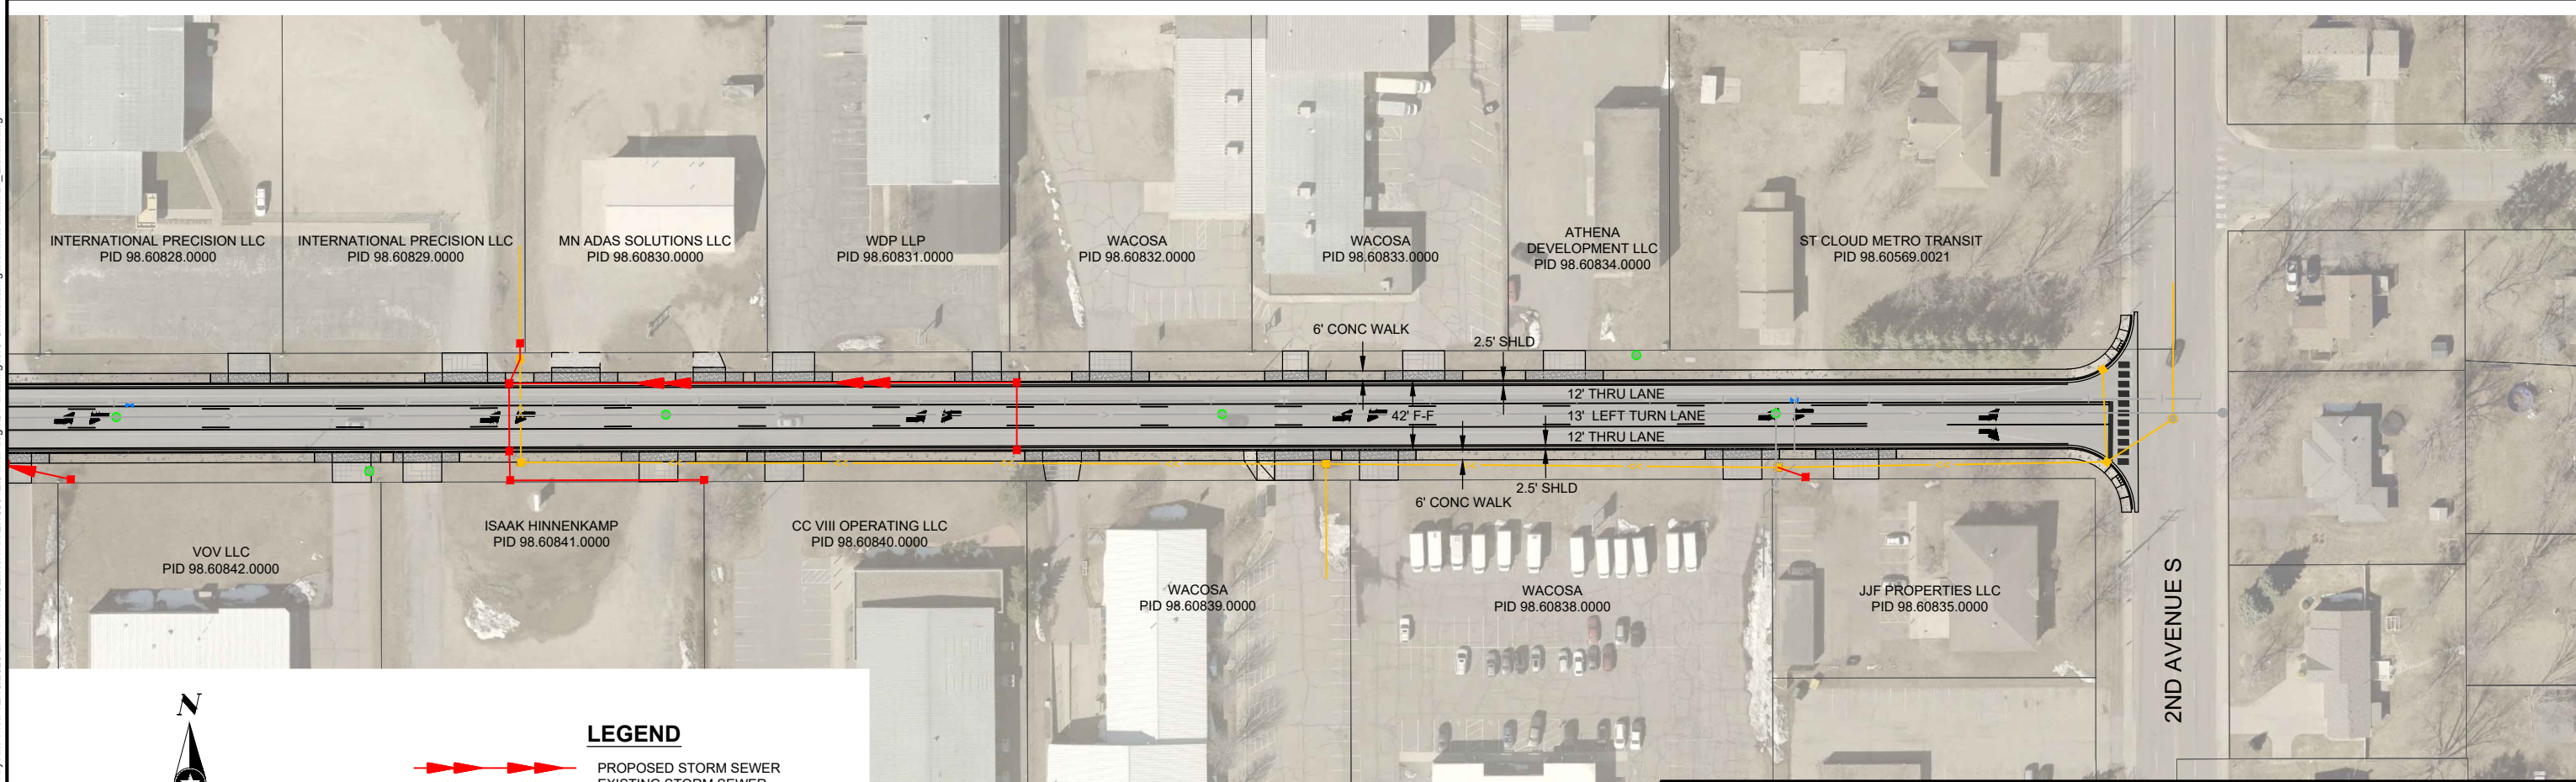 INTERNATIONAL PRECISION LLC
PID 98.60828.0000
INTERNATIONAL PRECISION LLC
PID 98.60829.0000
MN ADAS SOLUTIONS LLC
PID 98.60830.0000
WDP LLP
PID 98.60831.0000
WACOSA
PID 98.60832.0000
WACOSA
PID 98.60833.0000
ATHENA
DEVELOPMENT LLC
PID 98.60834.0000
ST CLOUD METRO TRANSIT
PID 98.60569.0021
6' CONC WALK
2.5' SHLD
12' THRU LANE
42' F-F
13' LEFT TURN LANE
12' THRU LANE
2.5' SHLD
6' CONC WALK
VOV LLC
PID 98.60842.0000
ISAAK HINNENKAMP
PID 98.60841.0000
CC VIII OPERATING LLC
PID 98.60840.0000
WACOSA
PID 98.60839.0000
WACOSA
PID 98.60838.0000
JJF PROPERTIES LLC
PID 98.60835.0000
2ND AVENUE S
N
LEGEND
PROPOSED STORM SEWER
EXISTING STORM SEWER